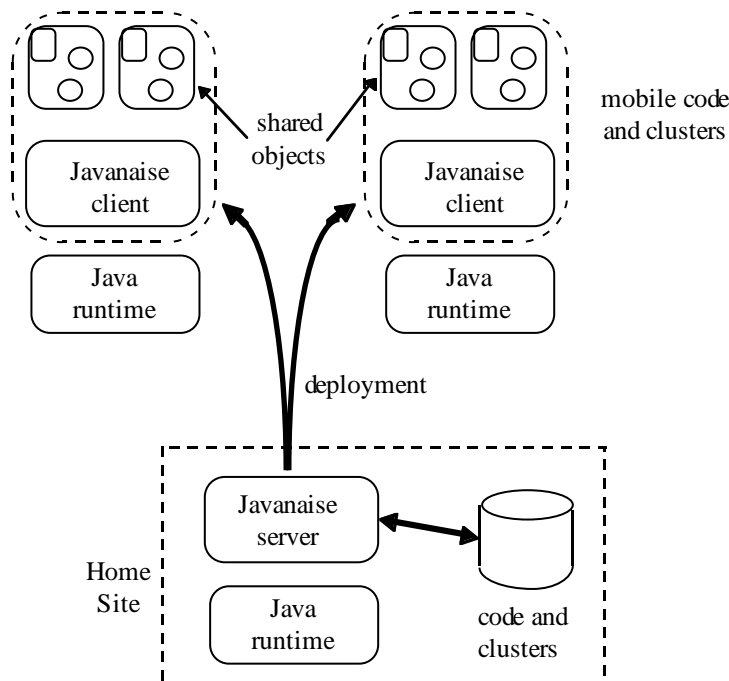 shared
objects
mobile code
and clusters
Javanaise
client
Javanaise
client
Java
runtime
Java
runtime
deployment
Javanaise
server
Home
Site
Java
runtime
code and
clusters